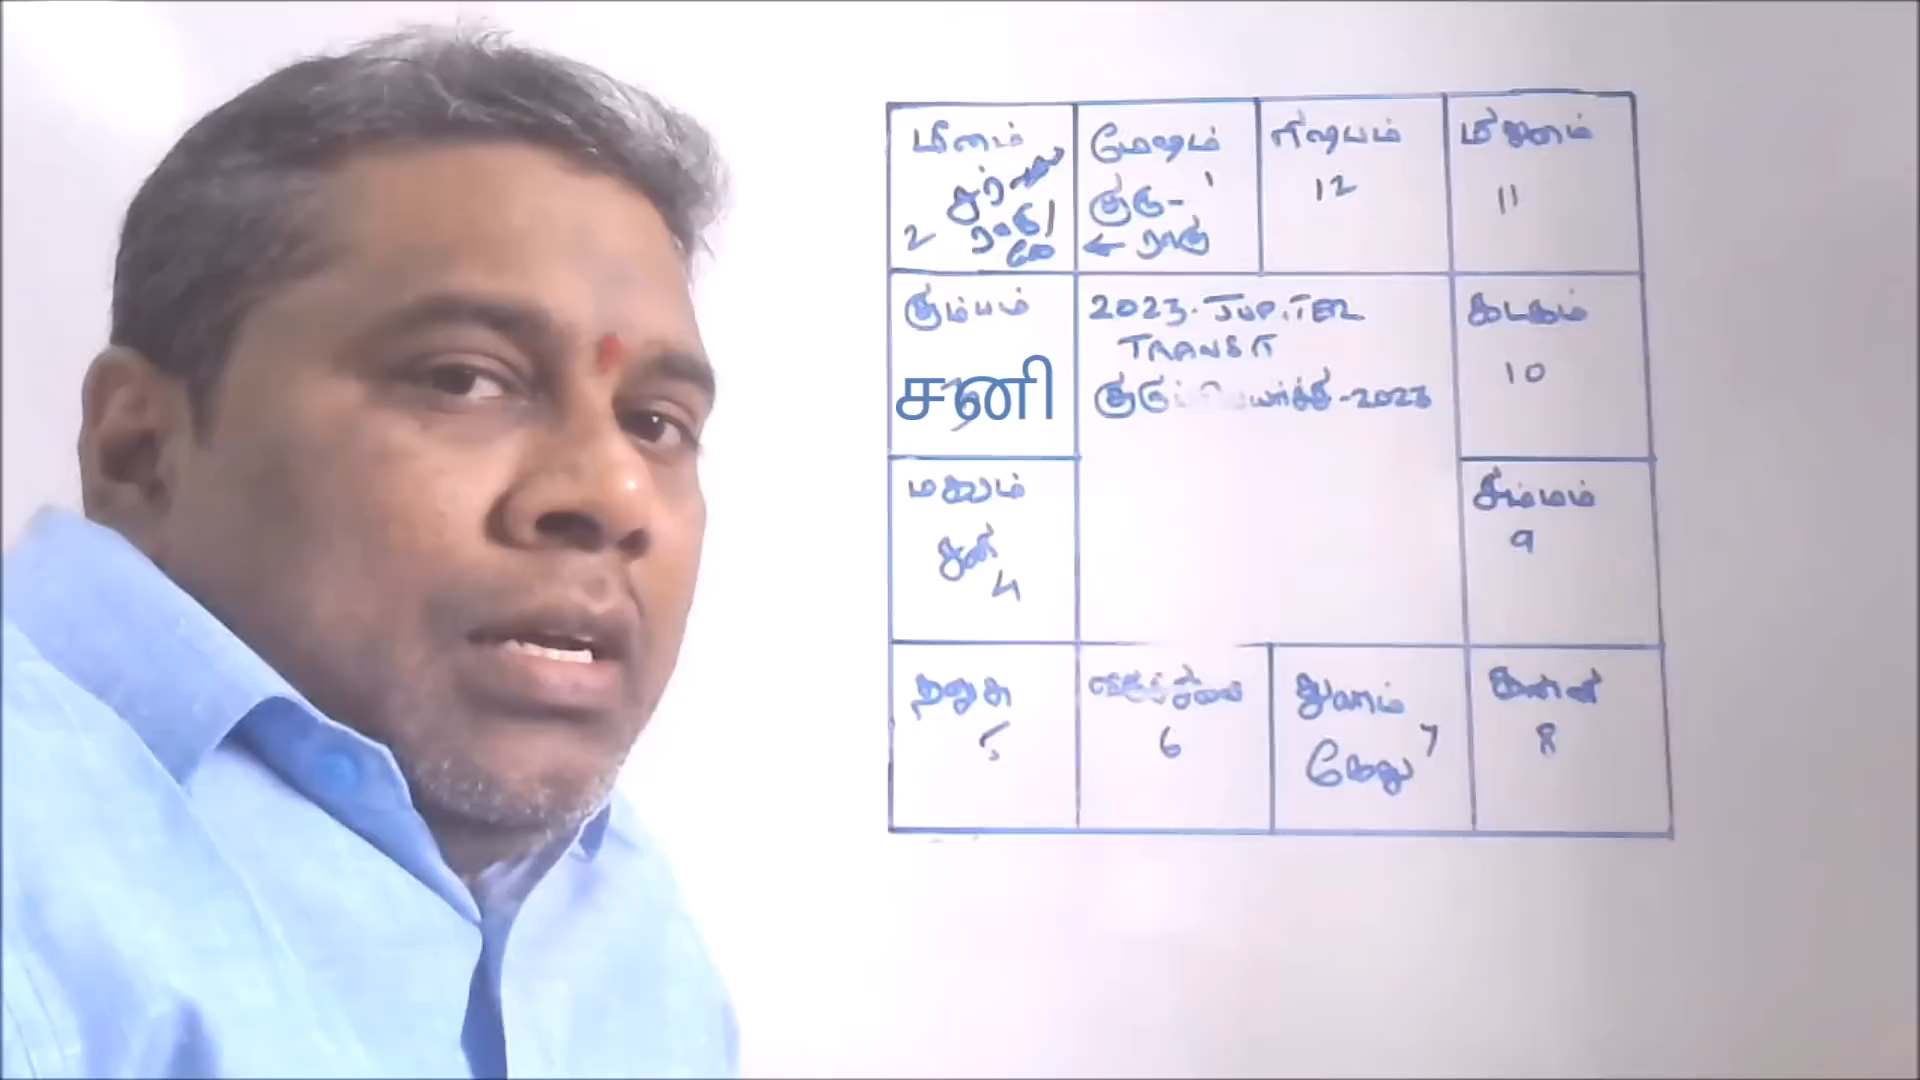 மீனம்
2 ராகு
மேஷம்
குரு- 1
← ராகு
ரிஷபம்
12
மிதுனம்
11
கும்பம்
சனி
2023. JUPITER
TRANSIT
குரு பெயர்ச்சி-2023
கடகம்
10
மகரம்
சனி
4
சிம்மம்
9
தனுசு
5
விருச்சிகம்
6
துலாம்
7
கேது
கன்னி
8